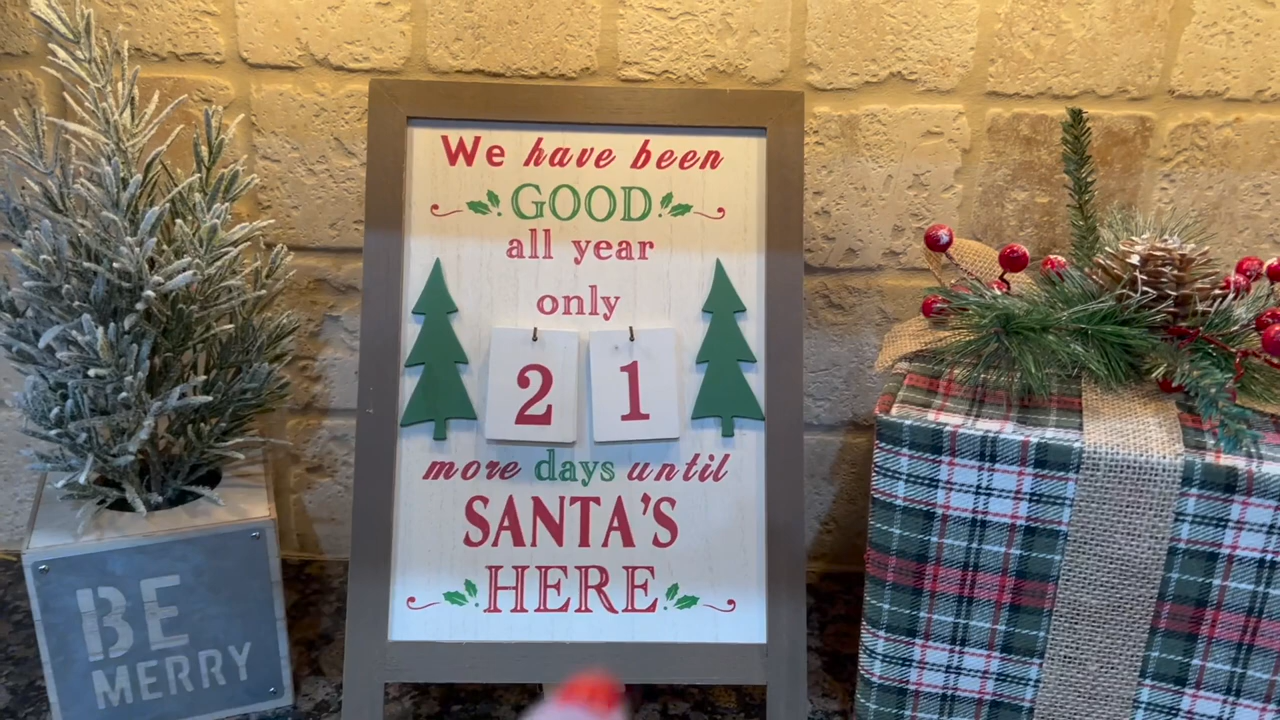 We have been
GOOD
all year
only
2 1
more days until
SANTA'S
HERE
BE
MERRY